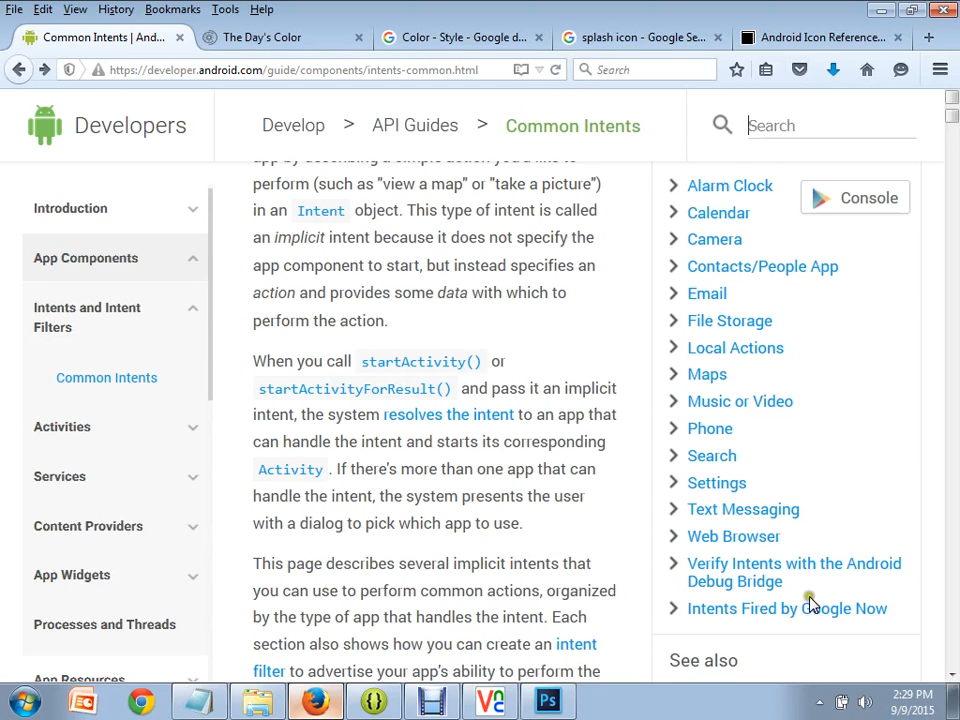 File Edit View History Bookmarks Tools Help
Common Intents | And...
The Day's Color
Color - Style - Google d...
splash icon - Google Se...
Android Icon Reference...
https://developer.android.com/guide/components/intents-common.html
Search
Developers
Develop > API Guides > Common Intents
Search
Console
Introduction
App Components
Intents and Intent
Filters
Common Intents
Activities
Services
Content Providers
App Widgets
Processes and Threads
App Resources
app by describing a simple action you'd like to
perform (such as "view a map" or "take a picture")
in an Intent object. This type of intent is called
an implicit intent because it does not specify the
app component to start, but instead specifies an
action and provides some data with which to
perform the action.
When you call startActivity() or
startActivityForResult() and pass it an implicit
intent, the system resolves the intent to an app that
can handle the intent and starts its corresponding
Activity . If there's more than one app that can
handle the intent, the system presents the user
with a dialog to pick which app to use.
This page describes several implicit intents that
you can use to perform common actions, organized
by the type of app that handles the intent. Each
section also shows how you can create an intent
filter to advertise your app's ability to perform the
Alarm Clock
Calendar
Camera
Contacts/People App
Email
File Storage
Local Actions
Maps
Music or Video
Phone
Search
Settings
Text Messaging
Web Browser
Verify Intents with the Android
Debug Bridge
Intents Fired by Google Now
See also
2:29 PM
9/9/2015